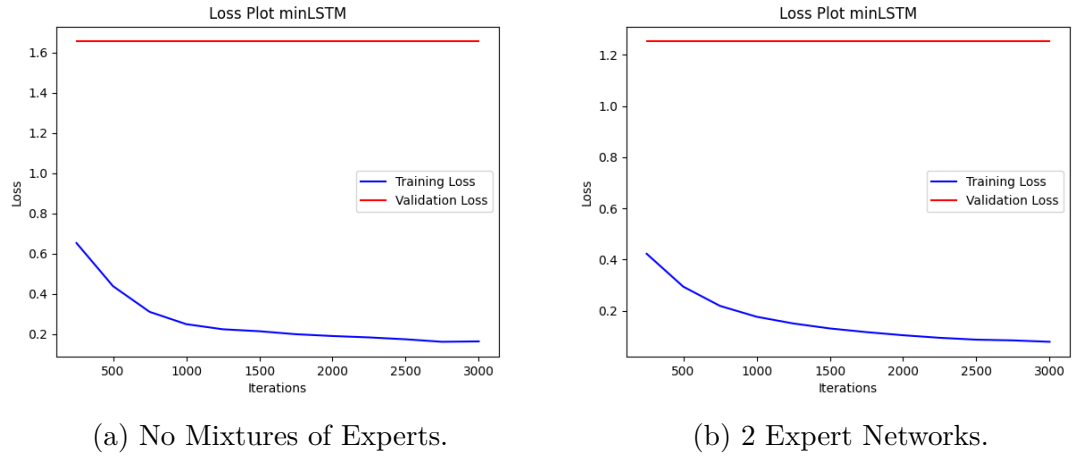 Loss Plot minLSTM
1.6
1.4
1.2
1.0
0.8
0.6
0.4
0.2
Loss
Training Loss
Validation Loss
500 1000 1500 2000 2500 3000
Iterations
(a) No Mixtures of Experts.
Loss Plot minLSTM
1.2
1.0
0.8
0.6
0.4
0.2
Loss
Training Loss
Validation Loss
500 1000 1500 2000 2500 3000
Iterations
(b) 2 Expert Networks.